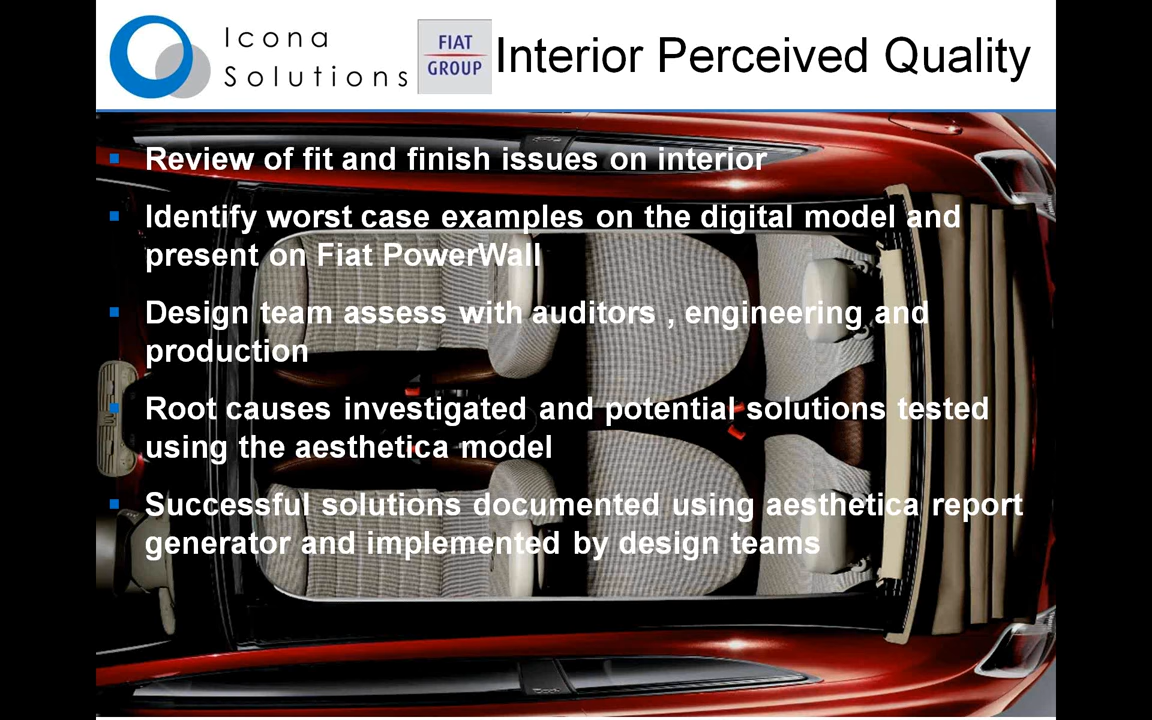 Icona
Solutions
FIAT
GROUP
Interior Perceived Quality
Review of fit and finish issues on interior
Identify worst case examples on the digital model and
present on Fiat PowerWall
Design team assess with auditors , engineering and
production
Root causes investigated and potential solutions tested
using the aesthetica model
Successful solutions documented using aesthetica report
generator and implemented by design teams